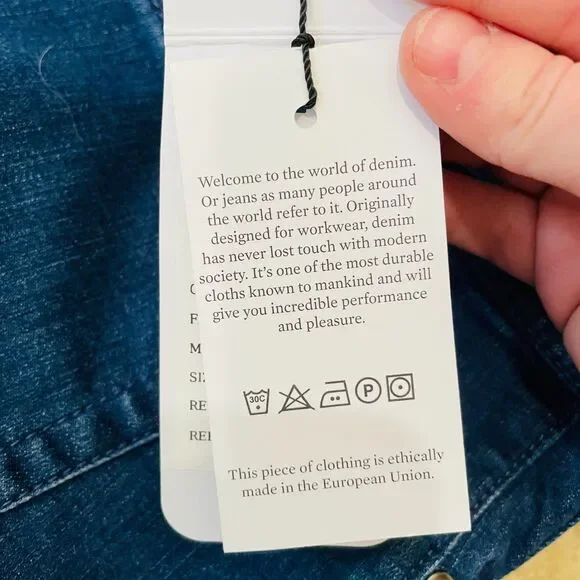 Welcome to the world of denim.
Or jeans as many people around
the world refer to it. Originally
designed for workwear, denim
has never lost touch with modern
society. It's one of the most durable
cloths known to mankind and will
give you incredible performance
and pleasure.
SI
RE
30C
P
This piece of clothing is ethically
made in the European Union.